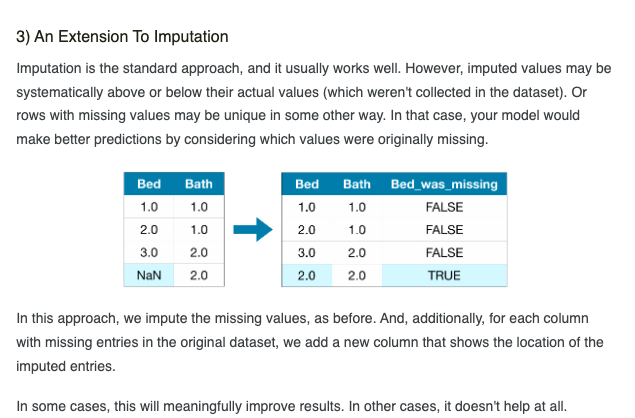 3) An Extension To Imputation
Imputation is the standard approach, and it usually works well. However, imputed values may be
systematically above or below their actual values (which weren't collected in the dataset). Or
rows with missing values may be unique in some other way. In that case, your model would
make better predictions by considering which values were originally missing.
Bed Bath Bed Bath Bed_was_missing
1.0 1.0 1.0 1.0 FALSE
2.0 1.0 2.0 1.0 FALSE
3.0 2.0 3.0 2.0 FALSE
NaN 2.0 2.0 2.0 TRUE
In this approach, we impute the missing values, as before. And, additionally, for each column
with missing entries in the original dataset, we add a new column that shows the location of the
imputed entries.
In some cases, this will meaningfully improve results. In other cases, it doesn't help at all.